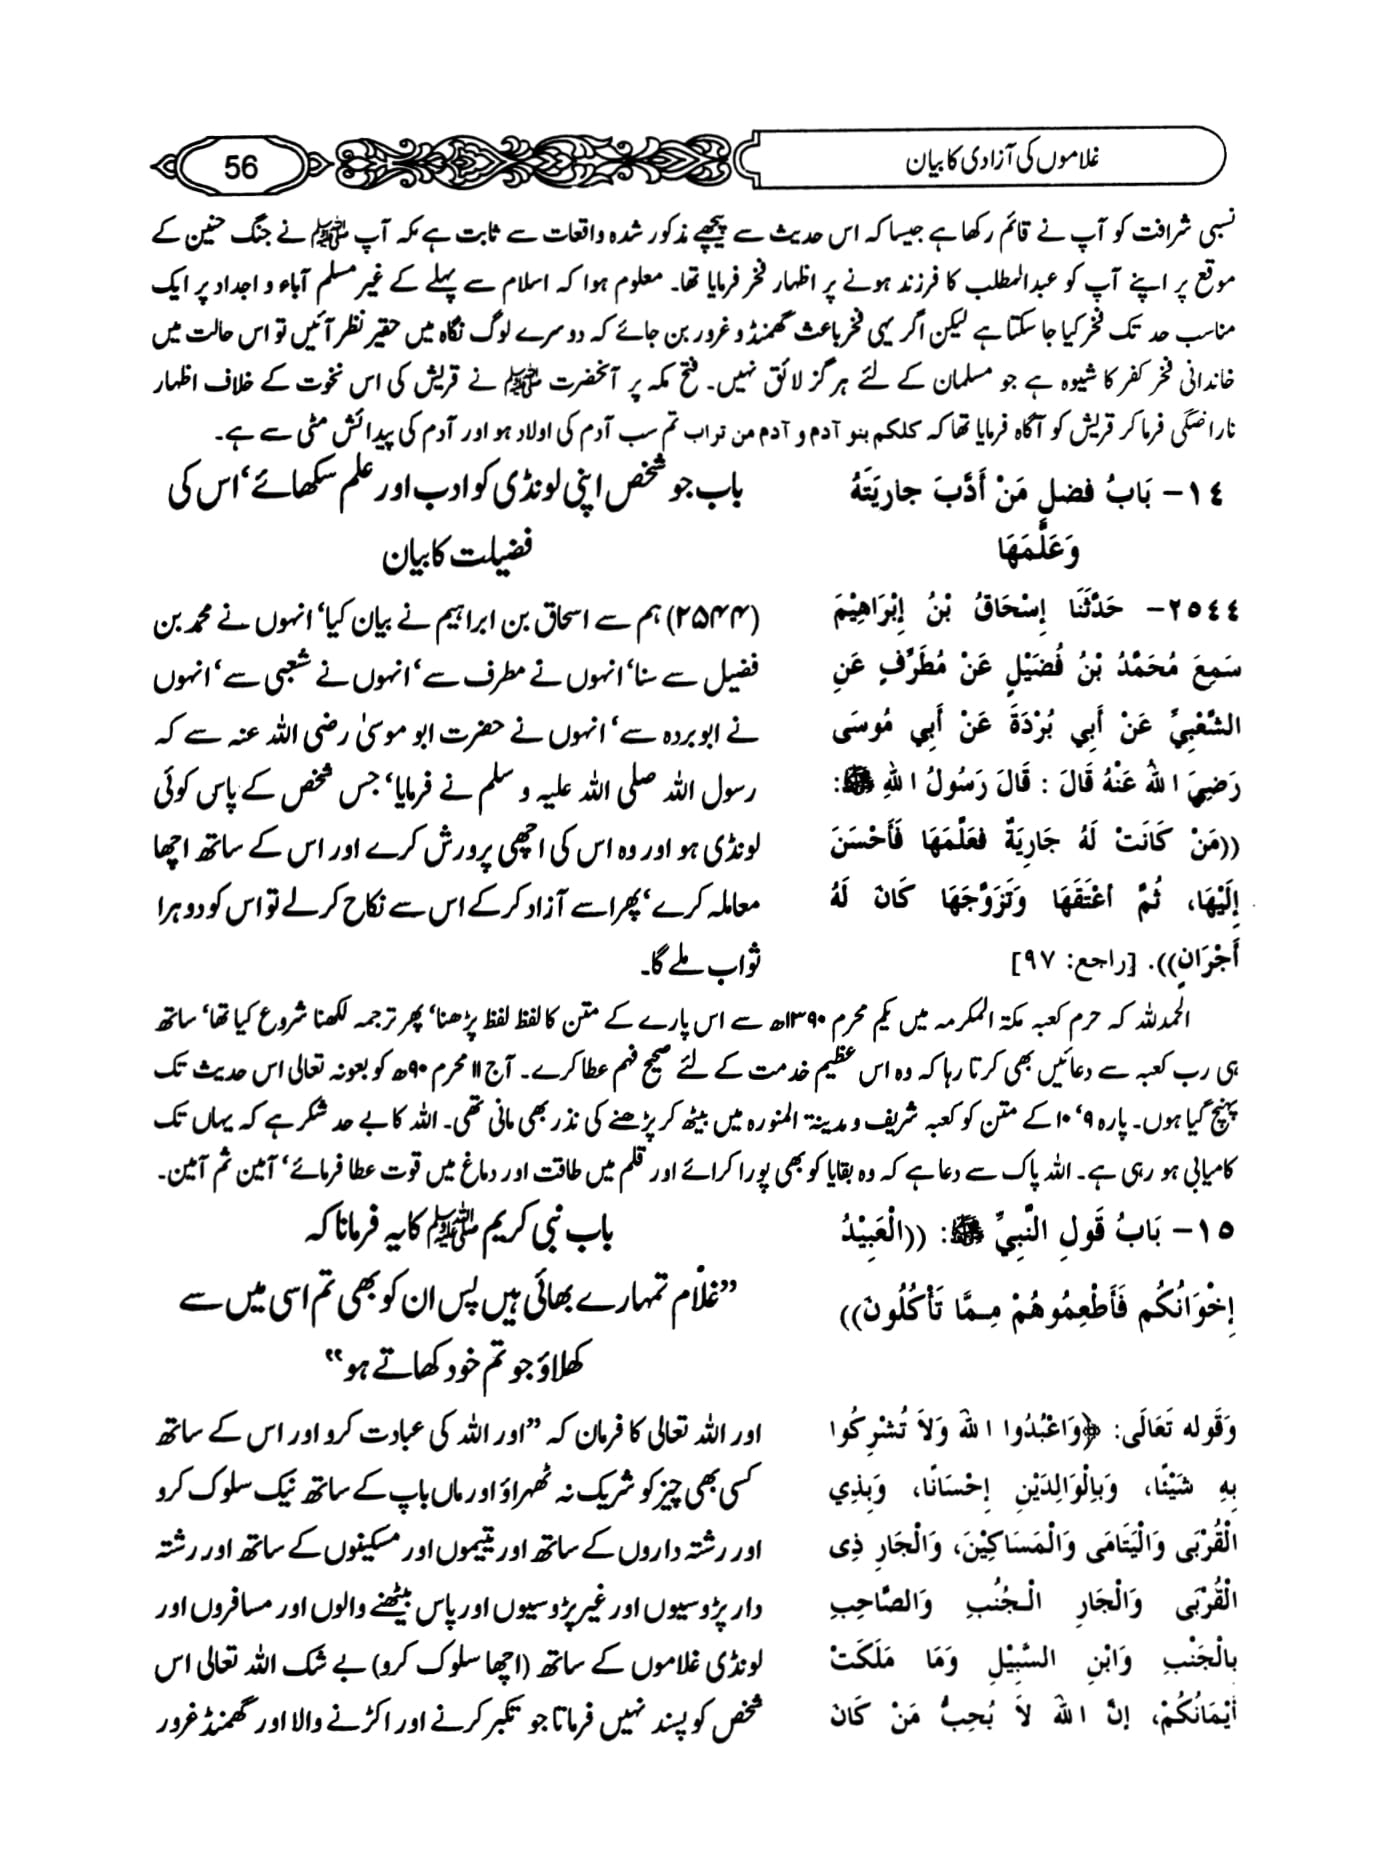 غلاموں کی آزادی کا بیان
56
نسبی شرافت کو آپ نے قائم رکھا ہے جیسا کہ اس حدیث سے پیچھے مذکور شدہ واقعات سے ثابت ہے کہ آپ ﷺ نے جنگ حنین کے
موقع پر اپنے آپ کو عبدالمطلب کا فرزند ہونے پر اظہار فخر فرمایا تھا۔ معلوم ہوا کہ اسلام سے پہلے کے غیر مسلم آباء و اجداد پر ایک
مناسب حد تک فخر کیا جا سکتا ہے لیکن اگر یہی فخر باعث گھمنڈ و غرور بن جائے کہ دوسرے لوگ نگاہ میں حقیر نظر آئیں تو اس حالت میں
خاندانی فخر کفر کا شیوہ ہے جو مسلمان کے لئے ہرگز لائق نہیں۔ فتح مکہ پر آنحضرت ﷺ نے قریش کی اس نخوت کے خلاف اظہار
ناراضگی فرما کر قریش کو آگاہ فرمایا تھا کہ کلکم بنو آدم و آدم من تراب تم سب آدم کی اولاد ہو اور آدم کی پیدائش مٹی سے ہے۔
١٤- بَابُ فَضلِ مَنْ أَدَّبَ جارِيَتَهُ
وَعَلَّمَهَا
باب جو شخص اپنی لونڈی کو ادب اور علم سکھائے‘ اس کی
فضیلت کا بیان
٢٥٤٤- حَدَّثَنَا إِسْحَاقُ بْنُ إِبْرَاهِيْمَ
سَمِعَ مُحَمَّدُ بْنُ فُضَيْلٍ عَنْ مُطَرِّفٍ عَنِ
الشَّعْبِيِّ عَنْ أَبِي بُرْدَةَ عَنْ أَبِي مُوسَى
رَضِيَ اللهُ عَنْهُ قَالَ : قَالَ رَسُولُ اللهِ ﷺ:
((مَنْ كَانَتْ لَهُ جَارِيَةٌ فَعَلَّمَهَا فَأَحْسَنَ
إِلَيْهَا، ثُمَّ أَعْتَقَهَا وَتَزَوَّجَهَا كَانَ لَهُ
أَجْرَانِ)). [راجع: ٩٧]
(۲۵۴۴) ہم سے اسحاق بن ابراہیم نے بیان کیا‘ انہوں نے محمد بن
فضیل سے سنا‘ انہوں نے مطرف سے‘ انہوں نے شعبی سے‘ انہوں
نے ابوبردہ سے‘ انہوں نے حضرت ابو موسیٰ رضی اللہ عنہ سے کہ
رسول اللہ صلی اللہ علیہ و سلم نے فرمایا‘ جس شخص کے پاس کوئی
لونڈی ہو اور وہ اس کی اچھی پرورش کرے اور اس کے ساتھ اچھا
معاملہ کرے‘ پھر اسے آزاد کر کے اس سے نکاح کر لے تو اس کو دوہرا
ثواب ملے گا۔
الحمدللہ کہ حرم کعبہ مکۃ المکرمہ میں یکم محرم ۱۳۹۰ھ سے اس پارے کے متن کا لفظ لفظ پڑھنا‘ پھر ترجمہ لکھنا شروع کیا تھا‘ ساتھ
ہی رب کعبہ سے دعائیں بھی کرتا رہا کہ وہ اس عظیم خدمت کے لئے صحیح فہم عطا کرے۔ آج ۱۱ محرم ۹۰ھ کو بعونہ تعالی اس حدیث تک
پہنچ گیا ہوں۔ پارہ ۹‘ ۱۰ کے متن کو کعبہ شریف و مدینۃ المنورہ میں بیٹھ کر پڑھنے کی نذر بھی مانی تھی۔ اللہ کا بے حد شکر ہے کہ یہاں تک
کامیابی ہو رہی ہے۔ اللہ پاک سے دعا ہے کہ وہ بقایا کو بھی پورا کرائے اور قلم میں طاقت اور دماغ میں قوت عطا فرمائے‘ آمین ثم آمین۔
١٥- بَابُ قَولِ النَّبِيِّ ﷺ: ((الْعَبِيْدُ
إِخْوَانُكُم فَأَطْعِمُوهُمْ مِـمَّا تَأْكُلُونَ))
باب نبی کریم ﷺ کا یہ فرمانا کہ
”غلام تمہارے بھائی ہیں پس ان کو بھی تم اسی میں سے
کھلاؤ جو تم خود کھاتے ہو“
وَقَولِه تَعَالَى: ﴿وَاعْبُدُوا اللهَ وَلاَ تُشْرِكُوا
بِهِ شَيْئًا، وَبِالْوَالِدَيْنِ إِحْسَانًا، وَبِذِي
الْقُرْبَى وَالْيَتَامَى وَالْمَسَاكِيْنَ، وَالْجَارِ ذِى
الْقُرْبَى وَالْجَارِ الْـجُنُبِ وَالصَّاحِبِ
بِالْجَنْبِ وَابْنِ السَّبِيْلِ وَمَا مَلَكَتْ
أَيْمَانُكُمْ، إِنَّ اللهَ لاَ يُحِبُّ مَنْ كَانَ
اور اللہ تعالی کا فرمان کہ ”اور اللہ کی عبادت کرو اور اس کے ساتھ
کسی بھی چیز کو شریک نہ ٹھہراؤ اور ماں باپ کے ساتھ نیک سلوک کرو
اور رشتہ داروں کے ساتھ اور یتیموں اور مسکینوں کے ساتھ اور رشتہ
دار پڑوسیوں اور غیر پڑوسیوں اور پاس بیٹھنے والوں اور مسافروں اور
لونڈی غلاموں کے ساتھ (اچھا سلوک کرو) بے شک اللہ تعالی اس
شخص کو پسند نہیں فرماتا جو تکبر کرنے اور اکڑنے والا اور گھمنڈ غرور